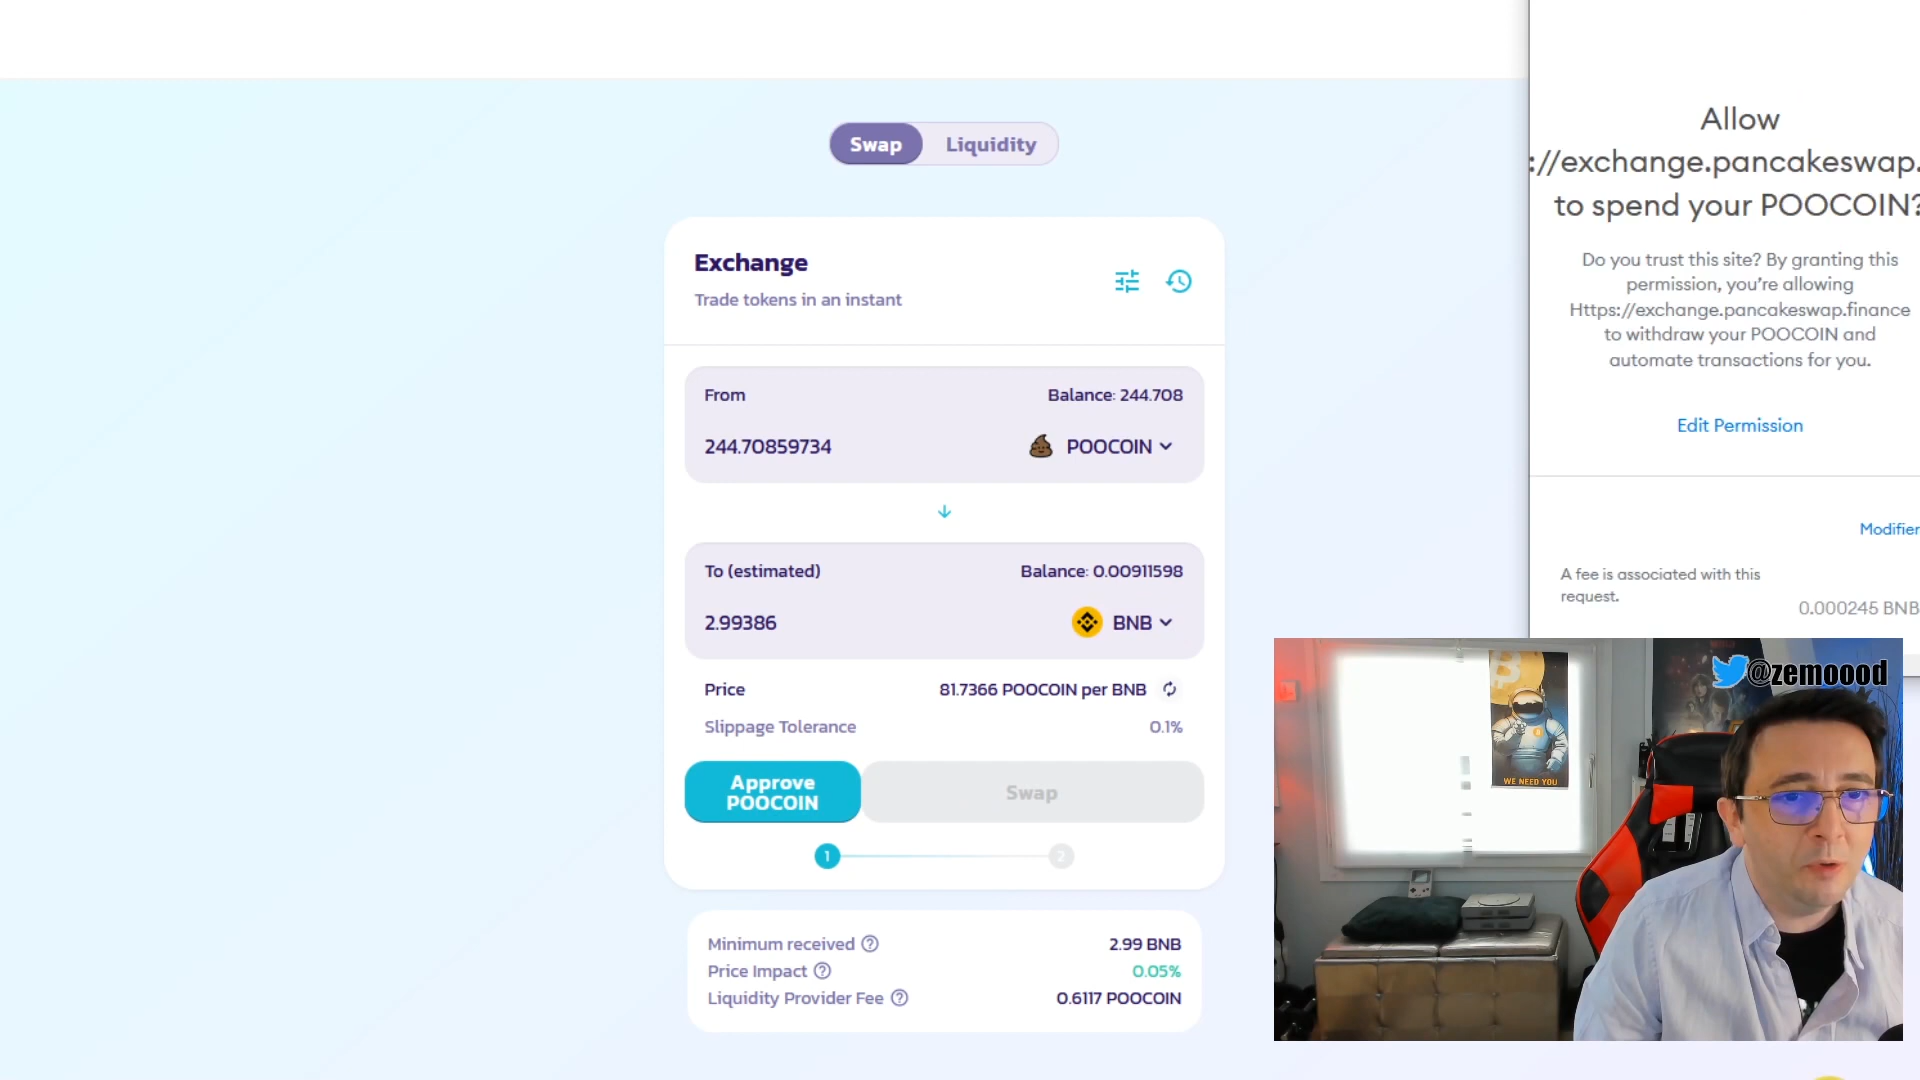 Swap
Liquidity
Exchange
Trade tokens in an instant
From
Balance: 244.708
244.70859734
POOCOIN
To (estimated)
Balance: 0.00911598
2.99386
BNB
Price
81.7366 POOCOIN per BNB
Slippage Tolerance
0.1%
Approve
POOCOIN
Swap
1
2
Minimum received
2.99 BNB
Price Impact
0.05%
Liquidity Provider Fee
0.6117 POOCOIN
Allow
://exchange.pancakeswap.
to spend your POOCOIN?
Do you trust this site? By granting this
permission, you’re allowing
Https://exchange.pancakeswap.finance
to withdraw your POOCOIN and
automate transactions for you.
Edit Permission
Modifier
A fee is associated with this
request.
0.000245 BNB
@zemoood
WE NEED YOU